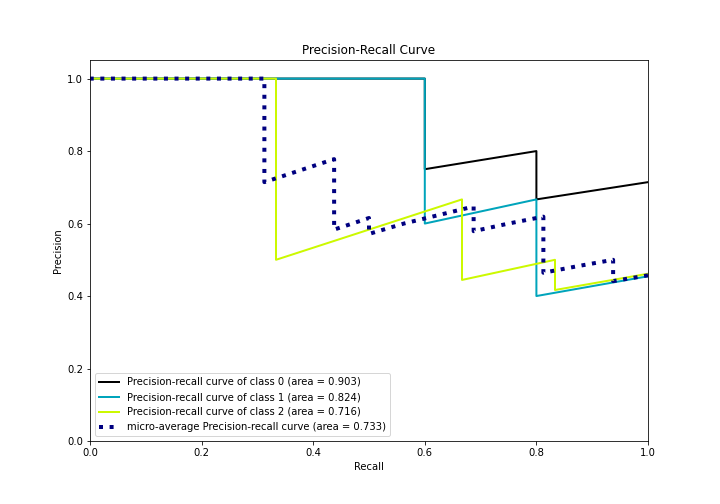 Precision-Recall Curve
1.0
0.8
0.6
0.4
0.2
0.0
Precision
Precision-recall curve of class 0 (area = 0.903)
Precision-recall curve of class 1 (area = 0.824)
Precision-recall curve of class 2 (area = 0.716)
micro-average Precision-recall curve (area = 0.733)
0.0 0.2 0.4 0.6 0.8 1.0
Recall